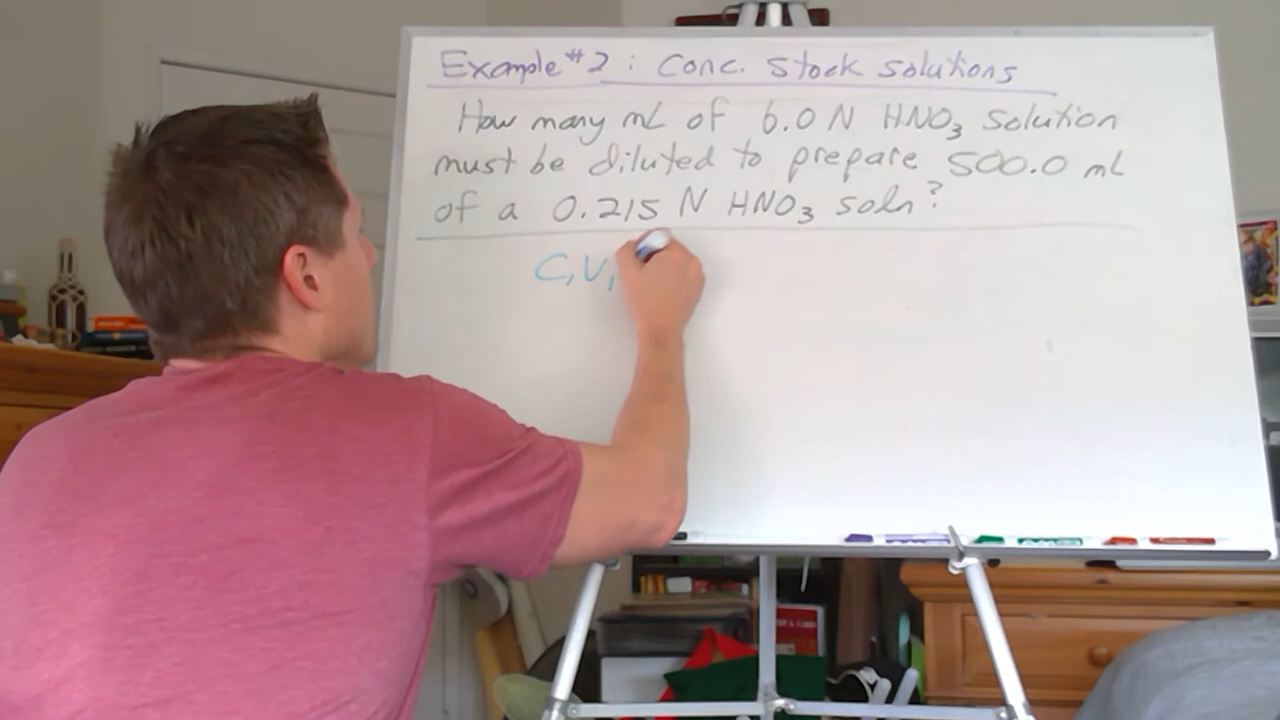 Example #2 : Conc. Stock Solutions
How many mL of 6.0 N HNO₃ Solution
must be diluted to prepare 500.0 mL
of a 0.215 N HNO₃ soln?
C₁V₁